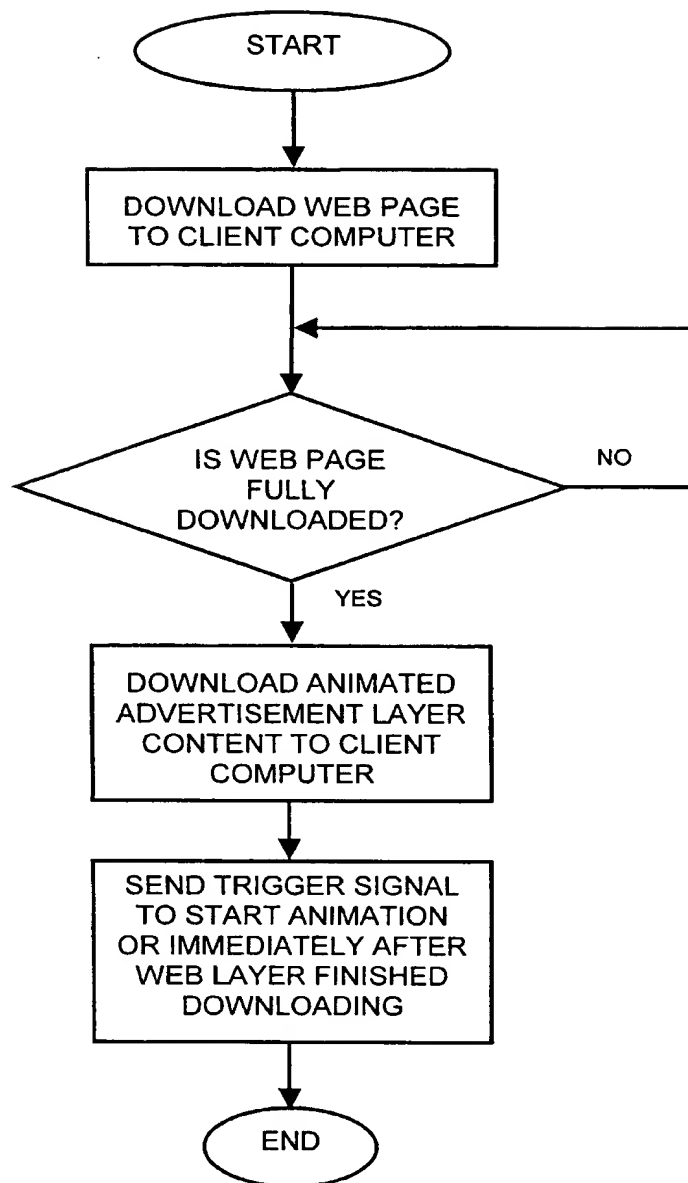 START
DOWNLOAD WEB PAGE
TO CLIENT COMPUTER
IS WEB PAGE
FULLY
DOWNLOADED?
NO
YES
DOWNLOAD ANIMATED
ADVERTISEMENT LAYER
CONTENT TO CLIENT
COMPUTER
SEND TRIGGER SIGNAL
TO START ANIMATION
OR IMMEDIATELY AFTER
WEB LAYER FINISHED
DOWNLOADING
END